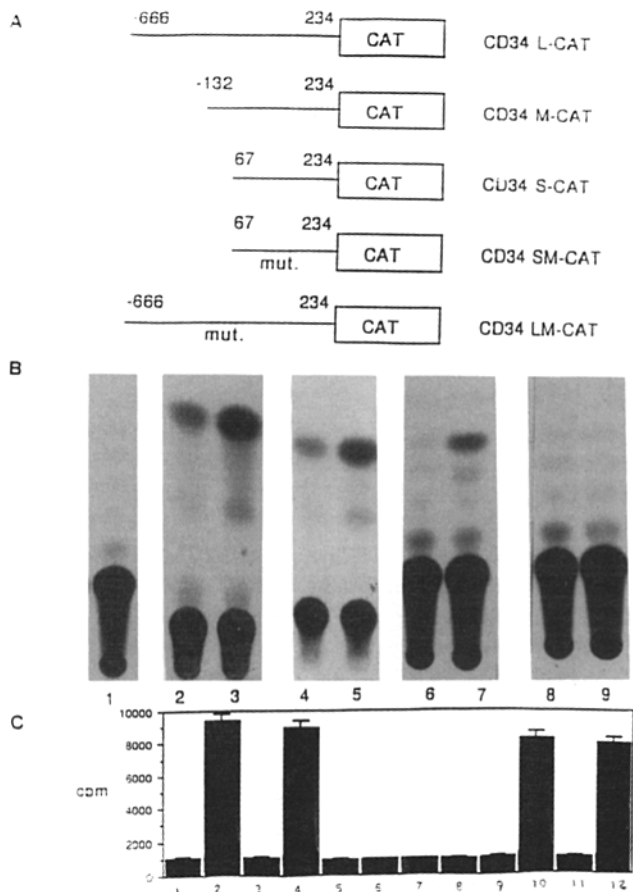 A
-666 234
CAT
CD34 L-CAT
-132 234
CAT
CD34 M-CAT
67 234
CAT
CD34 S-CAT
67 234
mut.
CAT
CD34 SM-CAT
-666 234
mut.
CAT
CD34 LM-CAT
B
1 2 3 4 5 6 7 8 9
C
10000
8000
6000
4000
2000
0
cpm
1 2 3 4 5 6 7 8 9 10 11 12